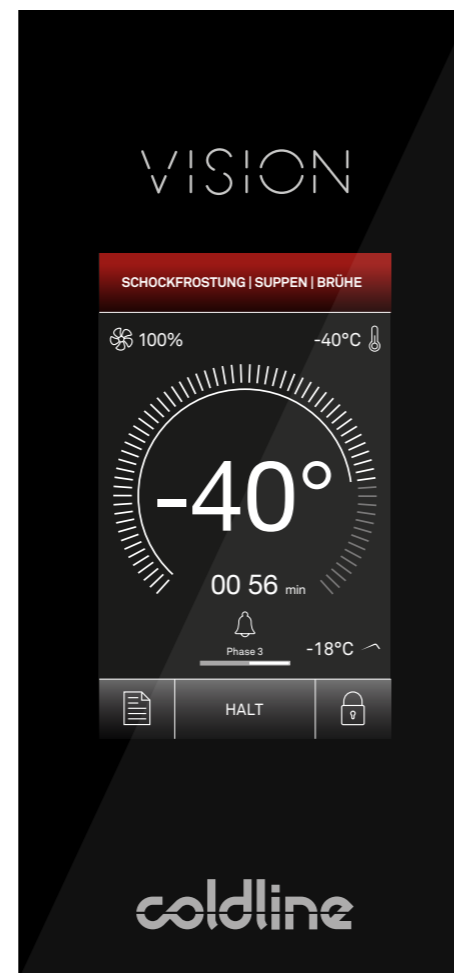 VISION
SCHOCKFROSTUNG | SUPPEN | BRÜHE
100% -40°C
-40°
00 56 min
Phase 3
-18°C
HALT
coldline